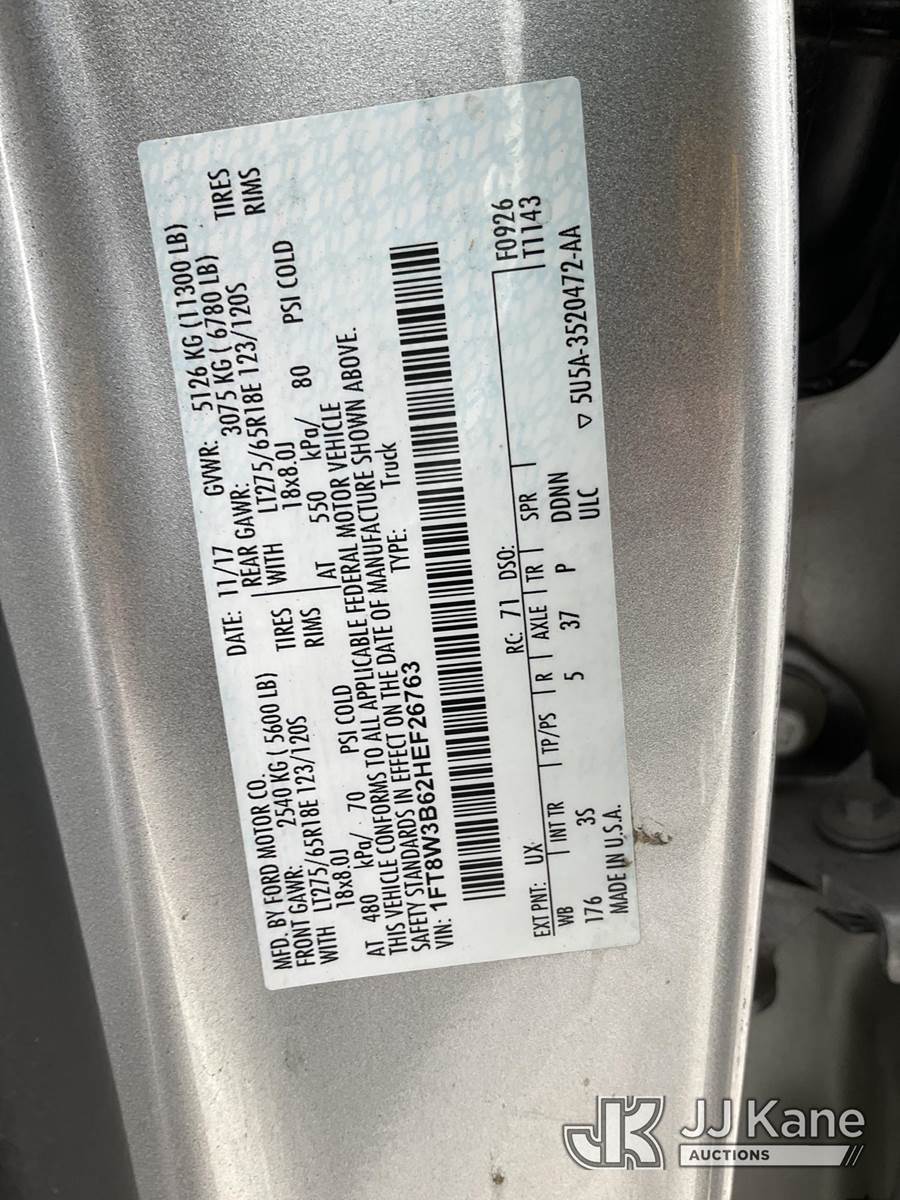 MFD. BY FORD MOTOR CO. DATE: 11/17 GVWR: 5126 KG (11300 LB)
FRONT GAWR: 2540 KG ( 5600 LB) REAR GAWR: 3075 KG ( 6780 LB)
WITH LT275/65R18E 123/120S TIRES WITH LT275/65R18E 123/120S TIRES
18x8.0J RIMS 18x8.0J RIMS
AT 480 kPa/ 70 PSI COLD AT 550 kPa/ 80 PSI COLD
THIS VEHICLE CONFORMS TO ALL APPLICABLE FEDERAL MOTOR VEHICLE
SAFETY STANDARDS IN EFFECT ON THE DATE OF MANUFACTURE SHOWN ABOVE.
VIN: 1FT8W3B62HEF26763 TYPE: Truck
F0926
EXT PNT: UX RC: 71 DSO: T1143
WB INT TR TP/PS R AXLE TR SPR
176 3S 5 37 P DDNN
MADE IN U.S.A. ULC ▽ 5U5A-3520472-AA
JK JJ Kane
AUCTIONS